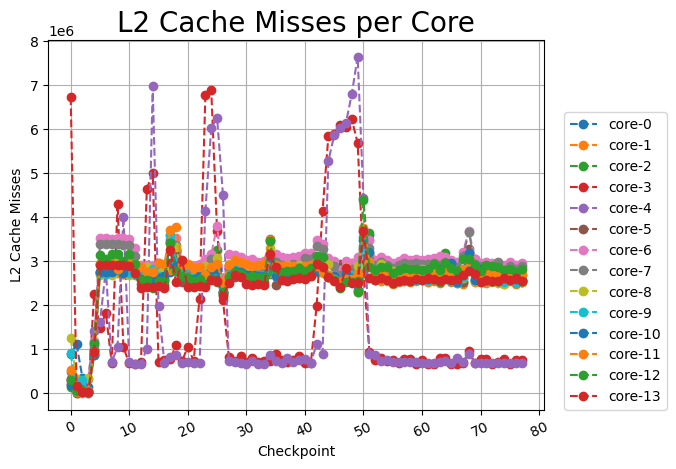 L2 Cache Misses per Core
1e6
8
7
6
5
4
3
2
1
0
L2 Cache Misses
0 10 20 30 40 50 60 70 80
Checkpoint
core-0
core-1
core-2
core-3
core-4
core-5
core-6
core-7
core-8
core-9
core-10
core-11
core-12
core-13